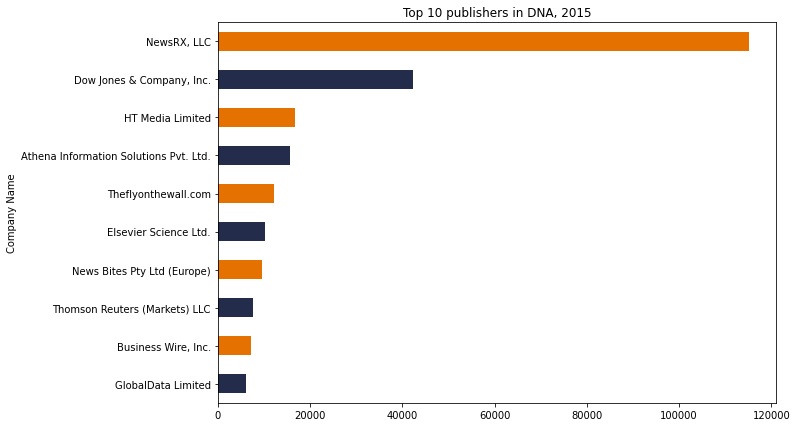 Top 10 publishers in DNA, 2015
Company Name
NewsRX, LLC
Dow Jones & Company, Inc.
HT Media Limited
Athena Information Solutions Pvt. Ltd.
Theflyonthewall.com
Elsevier Science Ltd.
News Bites Pty Ltd (Europe)
Thomson Reuters (Markets) LLC
Business Wire, Inc.
GlobalData Limited
0 20000 40000 60000 80000 100000 120000